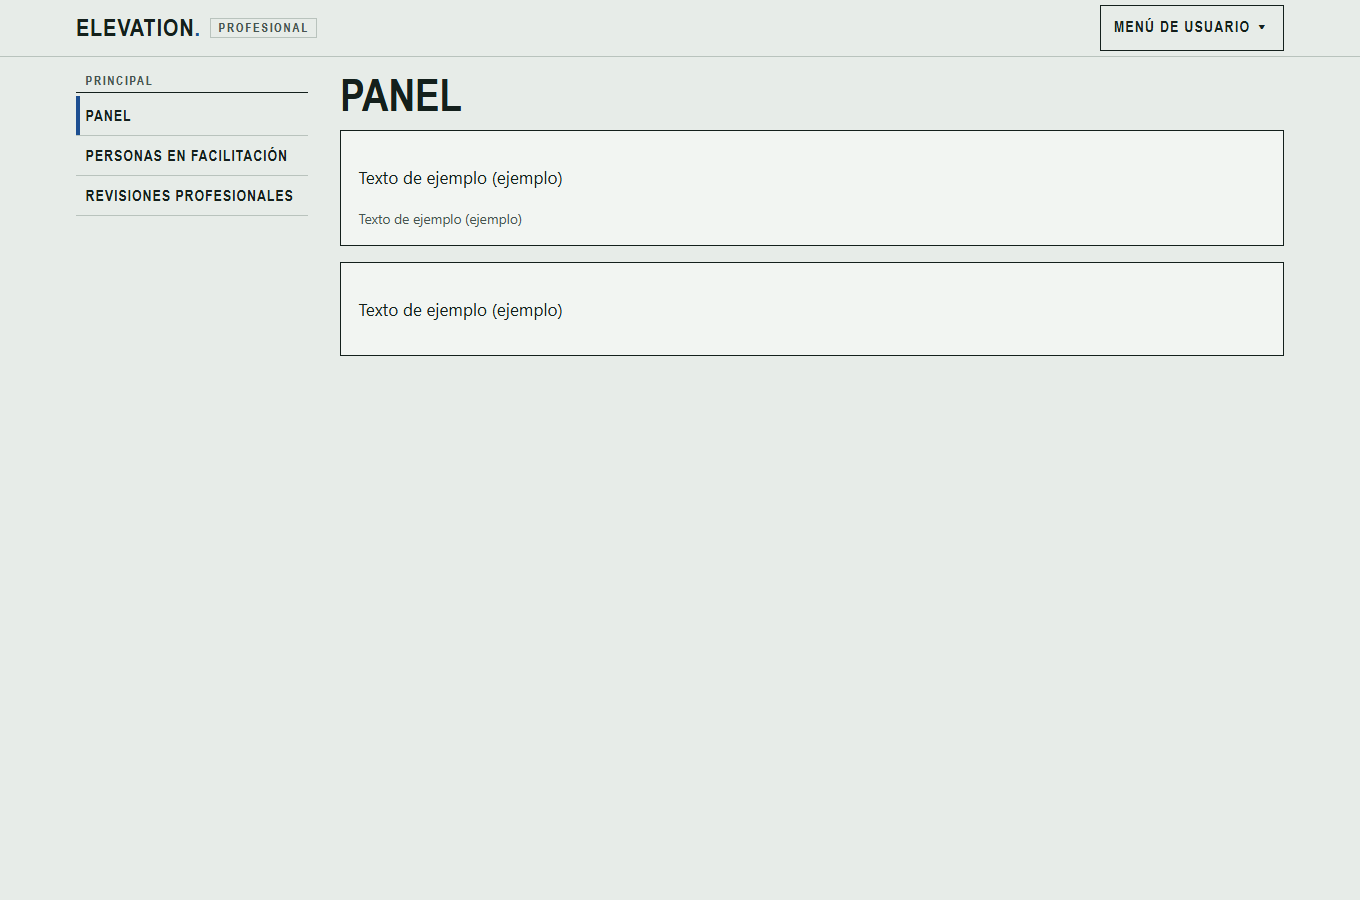 ELEVATION.
PROFESIONAL
MENÚ DE USUARIO
PRINCIPAL
PANEL
PERSONAS EN FACILITACIÓN
REVISIONES PROFESIONALES
PANEL
Texto de ejemplo (ejemplo)
Texto de ejemplo (ejemplo)
Texto de ejemplo (ejemplo)